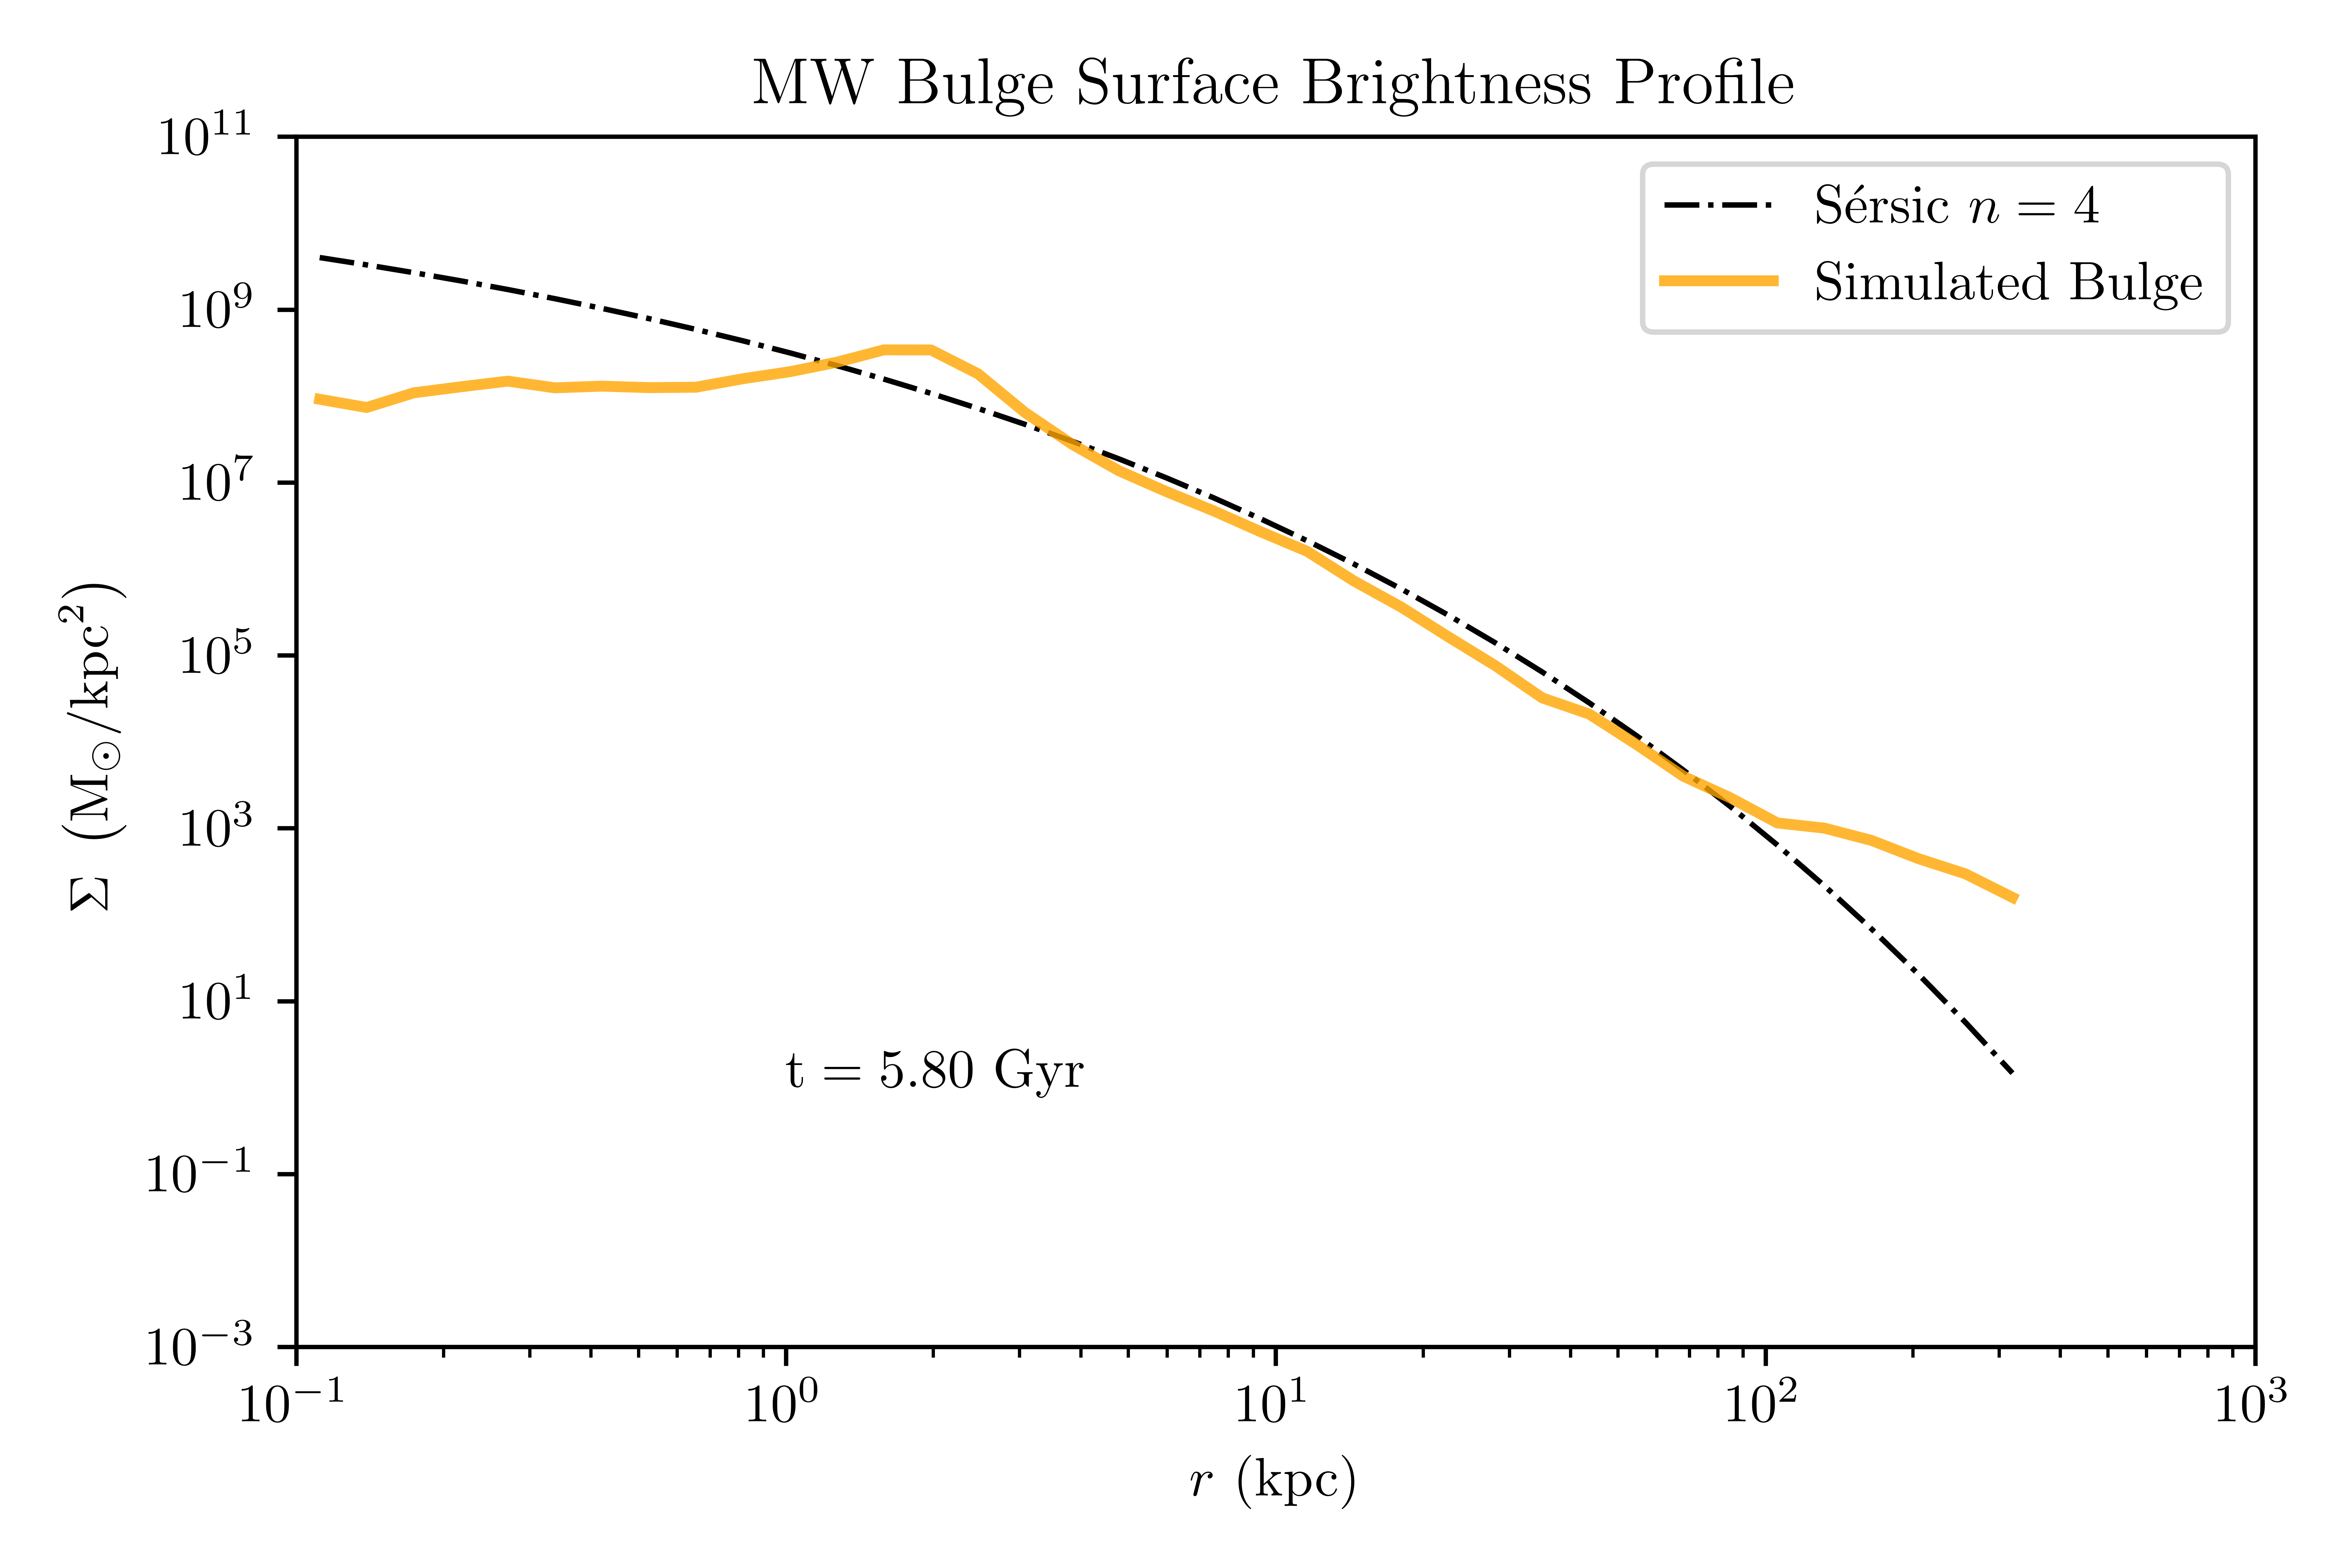 MW Bulge Surface Brightness Profile
10¹¹
10⁹
10⁷
10⁵
10³
10¹
10⁻¹
10⁻³
Σ (M⊙/kpc²)
Sérsic n = 4
Simulated Bulge
t = 5.80 Gyr
10⁻¹ 10⁰ 10¹ 10² 10³
r (kpc)